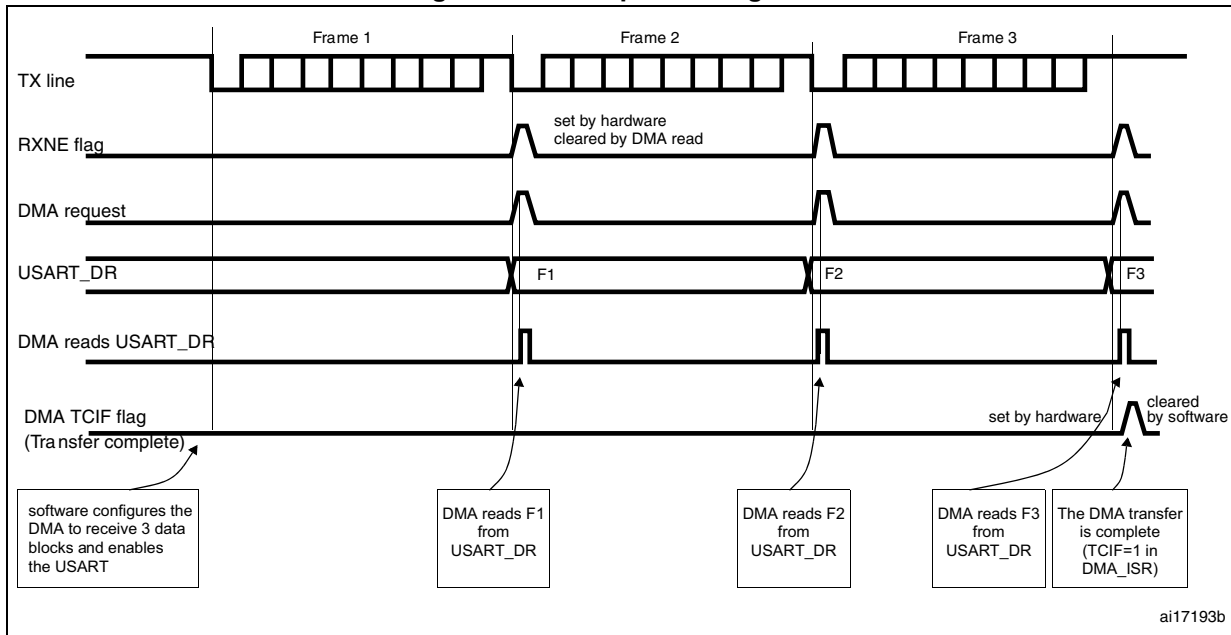 Frame 1
Frame 2
Frame 3
TX line
set by hardware
cleared by DMA read
RXNE flag
DMA request
USART_DR
F1
F2
F3
DMA reads USART_DR
DMA TCIF flag
(Transfer complete)
set by hardware
cleared
by software
software configures the
DMA to receive 3 data
blocks and enables
the USART
DMA reads F1
from
USART_DR
DMA reads F2
from
USART_DR
DMA reads F3
from
USART_DR
The DMA transfer
is complete
(TCIF=1 in
DMA_ISR)
ai17193b